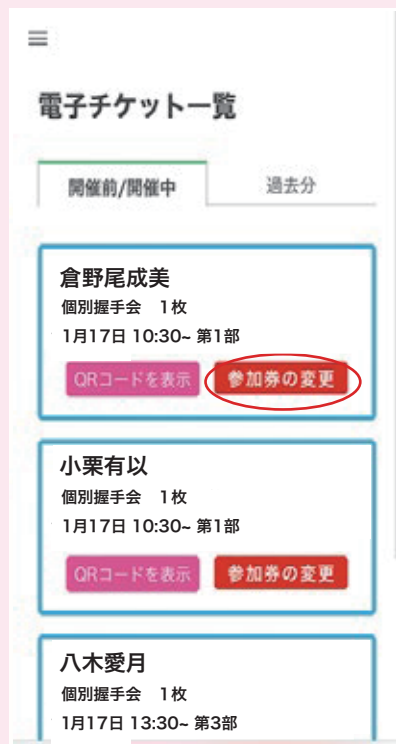 電子チケット一覧
開催前/開催中 過去分
倉野尾成美
個別握手会 1枚
1月17日 10:30~ 第1部
QRコードを表示 参加券の変更
小栗有以
個別握手会 1枚
1月17日 10:30~ 第1部
QRコードを表示 参加券の変更
八木愛月
個別握手会 1枚
1月17日 13:30~ 第3部